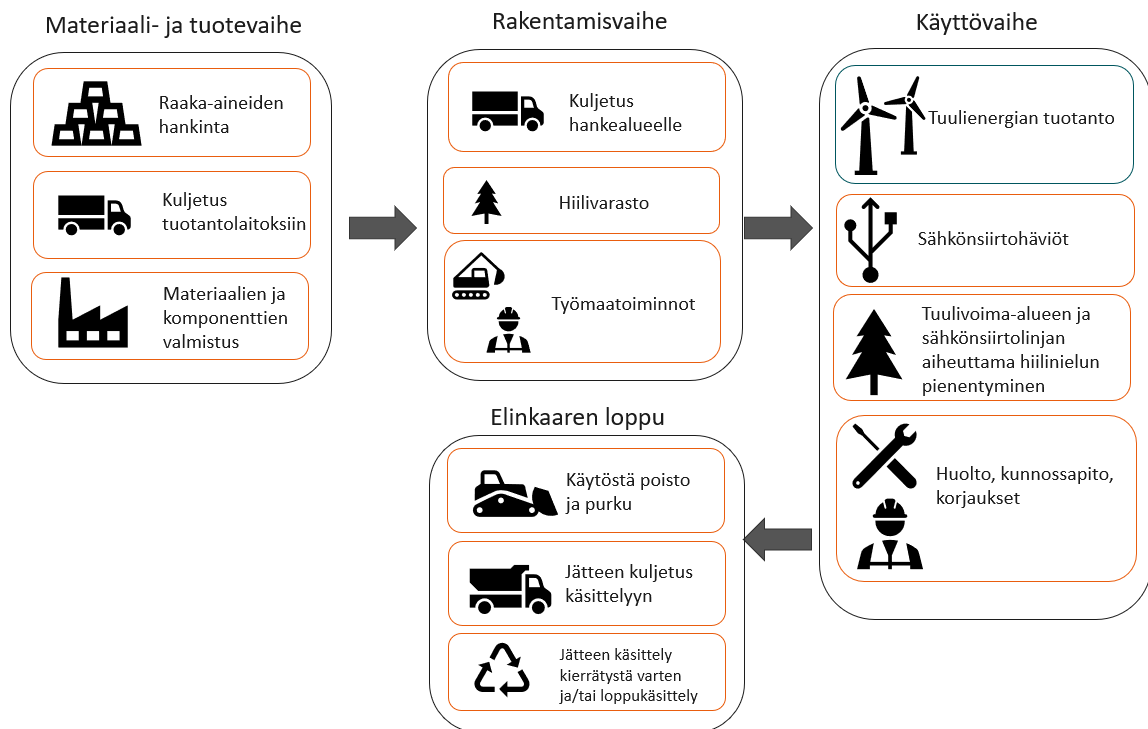 Materiaali- ja tuotevaihe
Raaka-aineiden
hankinta
Kuljetus
tuotantolaitoksiin
Materiaalien ja
komponenttien
valmistus
Rakentamisvaihe
Kuljetus
hankealueelle
Hiilivarasto
Työmaatoiminnot
Käyttövaihe
Tuulienergian tuotanto
Sähkönsiirtohäviöt
Tuulivoima-alueen ja
sähkönsiirtolinjan
aiheuttama hiilinielun
pienentyminen
Huolto, kunnossapito,
korjaukset
Elinkaaren loppu
Käytöstä poisto
ja purku
Jätteen kuljetus
käsittelyyn
Jätteen käsittely
kierrätystä varten
ja/tai loppukäsittely